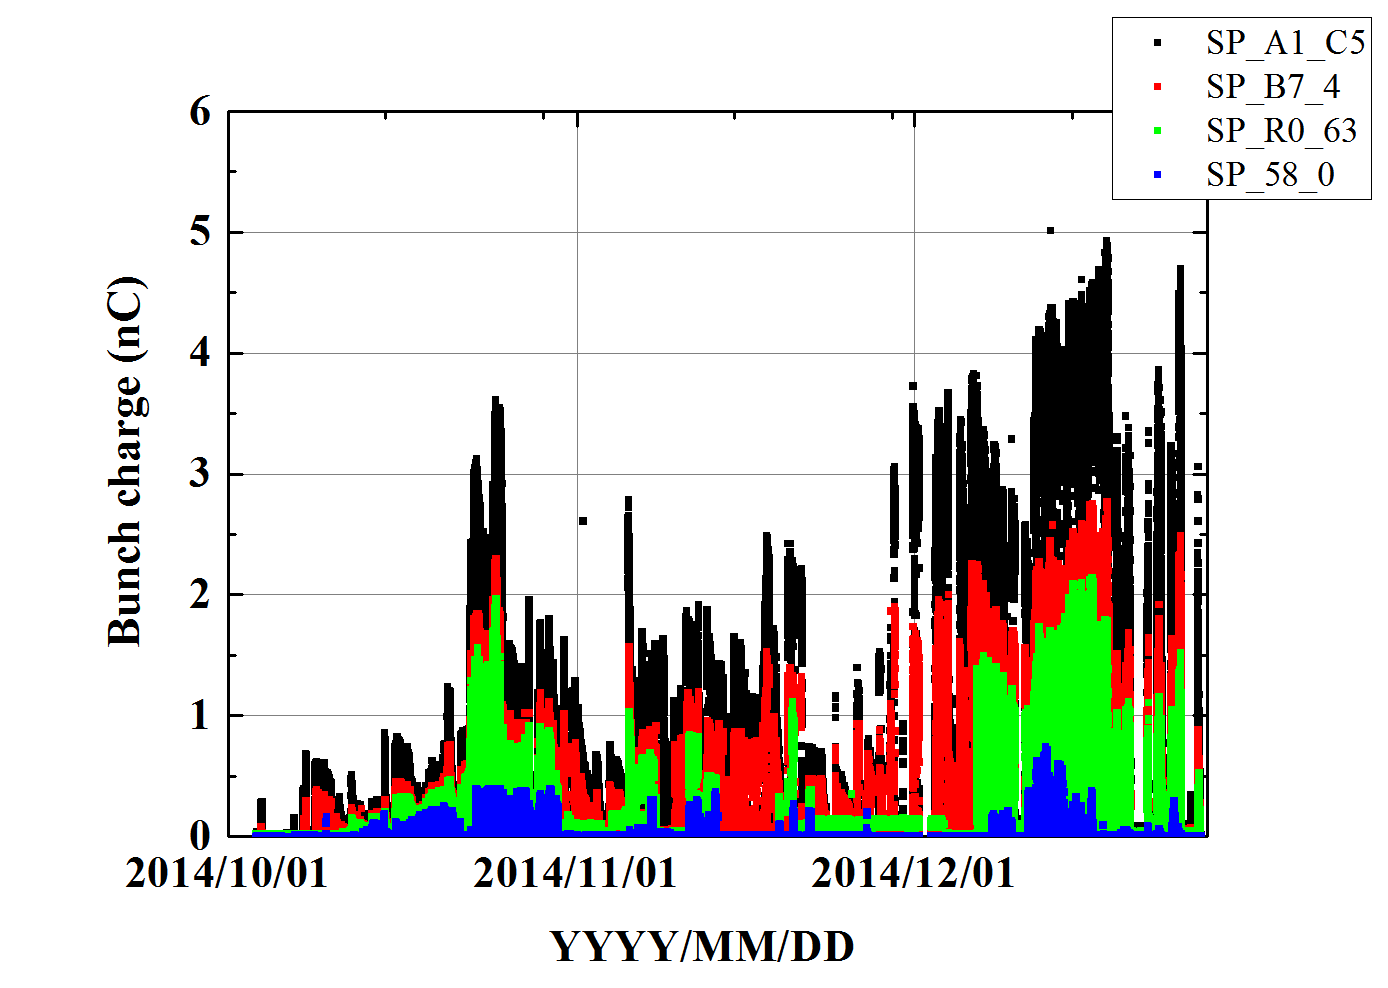 SP_A1_C5
SP_B7_4
SP_R0_63
SP_58_0
6
5
4
3
2
1
0
Bunch charge (nC)
2014/10/01 2014/11/01 2014/12/01
YYYY/MM/DD